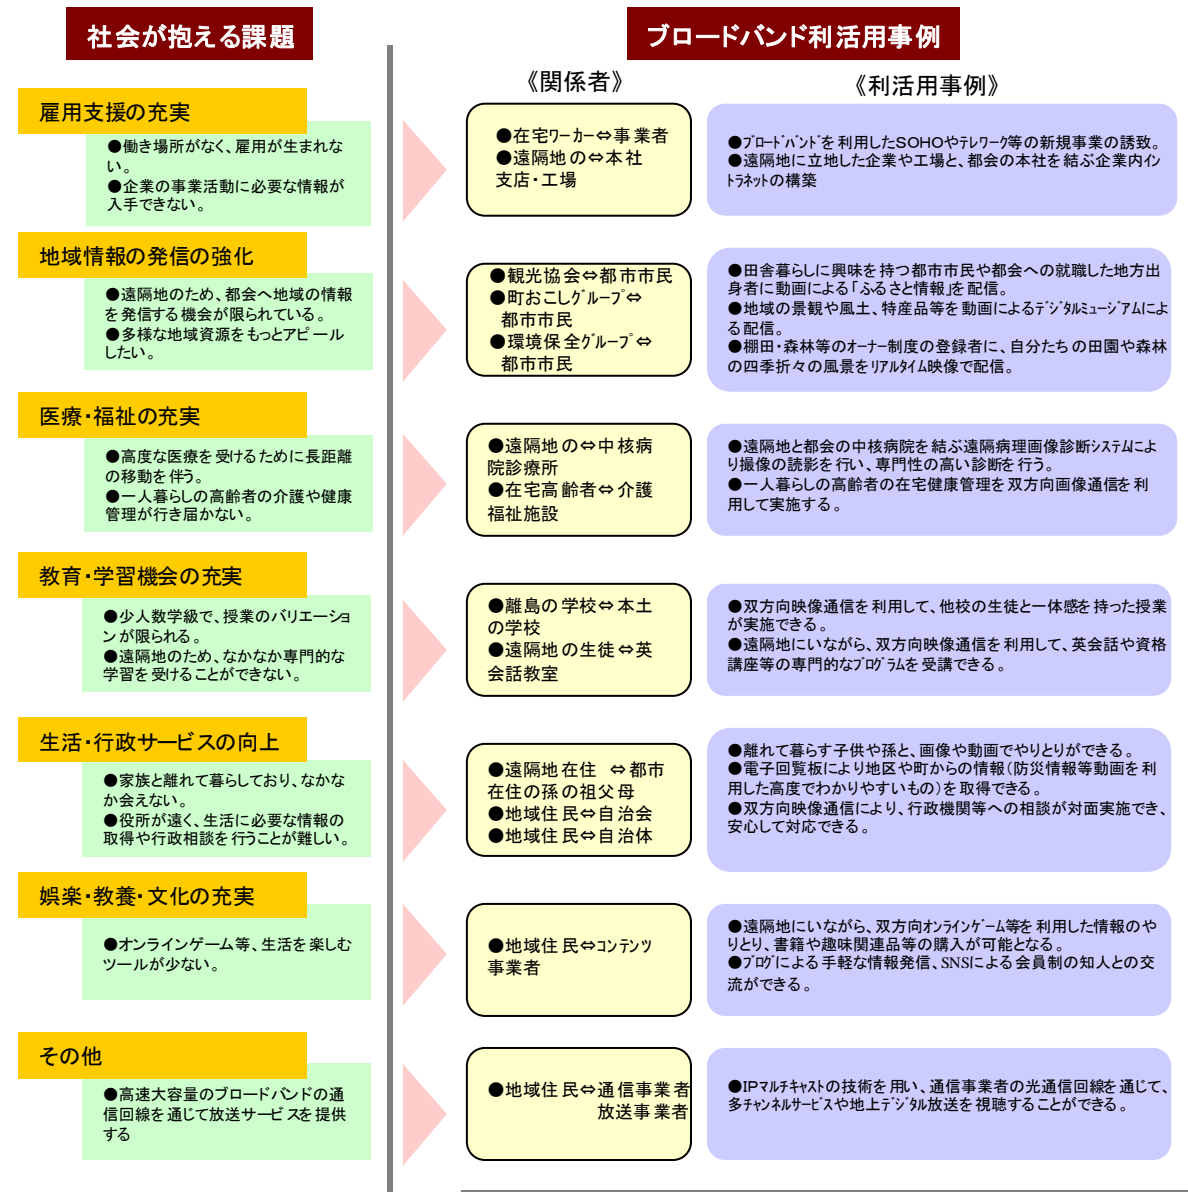 社会が抱える課題
ブロードバンド利活用事例
《関係者》
《利活用事例》
雇用支援の充実
●働き場所がなく、雇用が生まれな
い。
●企業の事業活動に必要な情報が
入手できない。
●在宅ﾜｰｶｰ⇔事業者
●遠隔地の⇔本社
支店・工場
●ﾌﾞﾛｰﾄﾞﾊﾞﾝﾄﾞを利用したSOHOやﾃﾚﾜｰｸ等の新規事業の誘致。
●遠隔地に立地した企業や工場と、都会の本社を結ぶ企業内ｲﾝ
ﾄﾗﾈｯﾄの構築
地域情報の発信の強化
●遠隔地のため、都会へ地域の情報
を発信する機会が限られている。
●多様な地域資源をもっとアピール
したい。
●観光協会⇔都市市民
●町おこしｸﾞﾙｰﾌﾟ⇔
都市市民
●環境保全ｸﾞﾙｰﾌﾟ⇔
都市市民
●田舎暮らしに興味を持つ都市市民や都会への就職した地方出
身者に動画による「ふるさと情報」を配信。
●地域の景観や風土、特産品等を動画によるﾃﾞｼﾞﾀﾙﾐｭｰｼﾞｱﾑによ
る配信。
●棚田・森林等のオーナー制度の登録者に、自分たちの田園や森林
の四季折々の風景をﾘｱﾙﾀｲﾑ映像で配信。
医療・福祉の充実
●高度な医療を受けるために長距離
の移動を伴う。
●一人暮らしの高齢者の介護や健康
管理が行き届かない。
●遠隔地の⇔中核病
院診療所
●在宅高齢者⇔介護
福祉施設
●遠隔地と都会の中核病院を結ぶ遠隔病理画像診断ｼｽﾃﾑによ
り撮像の読影を行い、専門性の高い診断を行う。
●一人暮らしの高齢者の在宅健康管理を双方向画像通信を利
用して実施する。
教育・学習機会の充実
●少人数学級で、授業のバリエーショ
ンが限られる。
●遠隔地のため、なかなか専門的な
学習を受けることができない。
●離島の学校⇔本土
の学校
●遠隔地の生徒⇔英
会話教室
●双方向映像通信を利用して、他校の生徒と一体感を持った授業
が実施できる。
●遠隔地にいながら、双方向映像通信を利用して、英会話や資格
講座等の専門的なﾌﾟﾛｸﾞﾗﾑを受講できる。
生活・行政サービスの向上
●家族と離れて暮らしており、なかな
か会えない。
●役所が遠く、生活に必要な情報の
取得や行政相談を行うことが難しい。
●遠隔地在住 ⇔都市
在住の孫の祖父母
●地域住民⇔自治会
●地域住民⇔自治体
●離れて暮らす子供や孫と、画像や動画でやりとりができる。
●電子回覧板により地区や町からの情報（防災情報等動画を利
用した高度でわかりやすいもの）を取得できる。
●双方向映像通信により、行政機関等への相談が対面実施でき、
安心して対応できる。
娯楽・教養・文化の充実
●オンラインゲーム等、生活を楽しむ
ツールが少ない。
●地域住民⇔ｺﾝﾃﾝﾂ
事業者
●遠隔地にいながら、双方向ｵﾝﾗｲﾝｹﾞｰﾑ等を利用した情報のや
りとり、書籍や趣味関連品等の購入が可能となる。
●ﾌﾞﾛｸﾞによる手軽な情報発信、SNSによる会員制の知人との交
流ができる。
その他
●高速大容量のブロードバンドの通
信回線を通じて放送サービスを提供
する
●地域住民⇔通信事業者
放送事業者
●IPﾏﾙﾁｷｬｽﾄの技術を用い、通信事業者の光通信回線を通じて、
多ﾁｬﾝﾈﾙｻｰﾋﾞｽや地上ﾃﾞｼﾞﾀﾙ放送を視聴することができる。